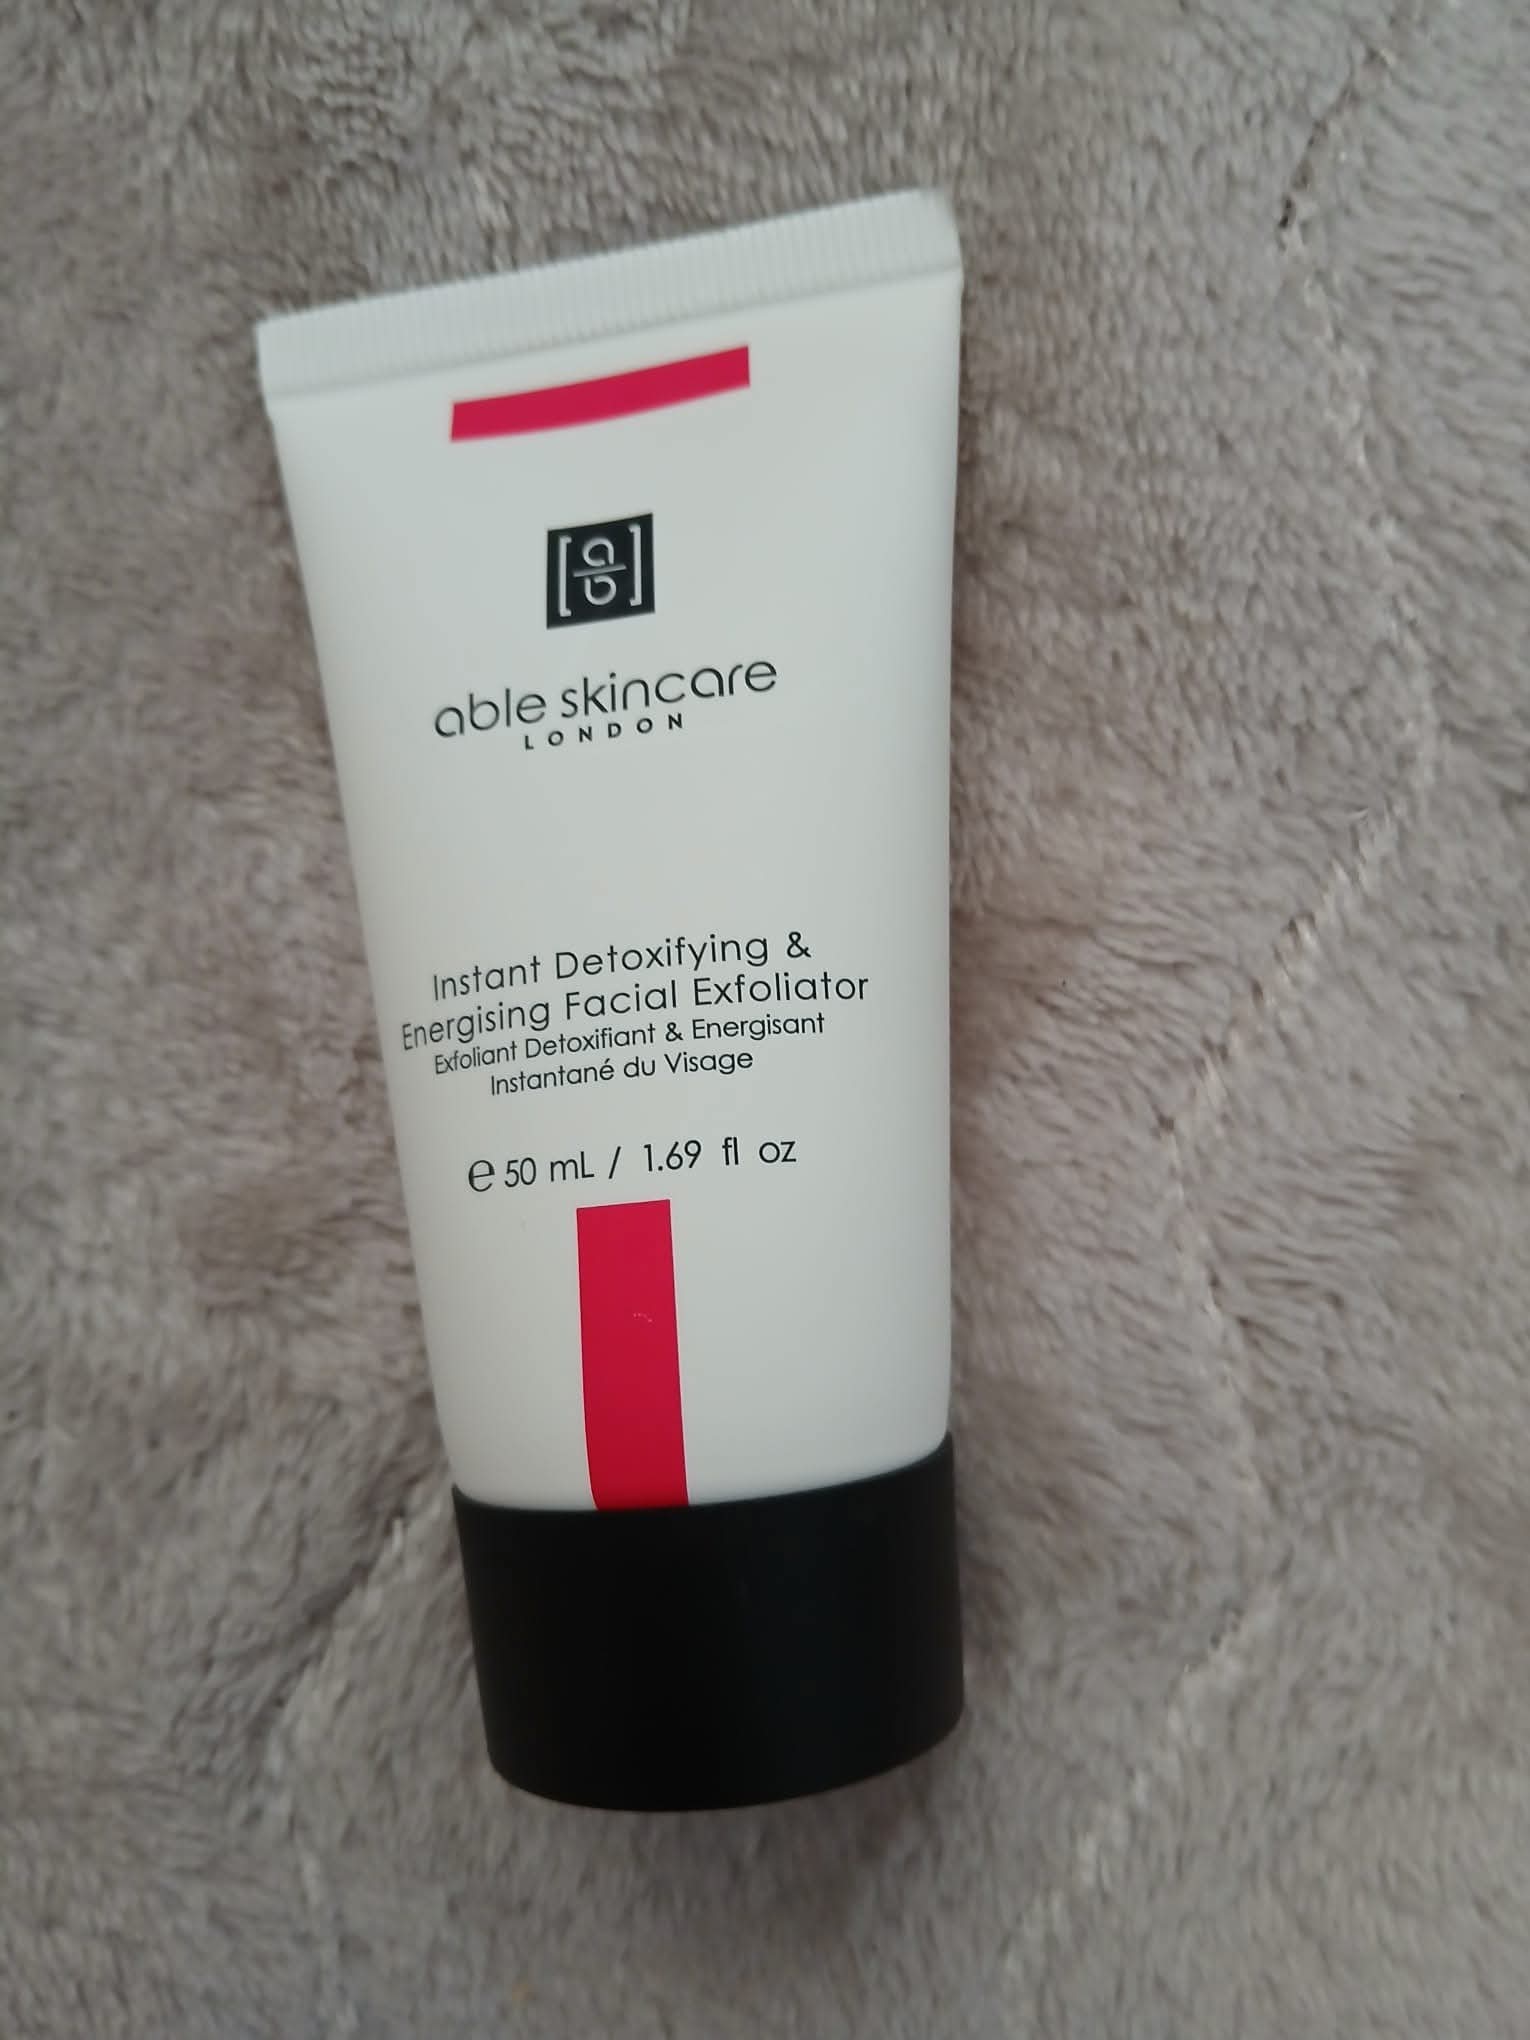 [a/b]
able skincare
LONDON
Instant Detoxifying &
Energising Facial Exfoliator
Exfoliant Detoxifiant & Energisant
Instantané du Visage
℮ 50 mL / 1.69 fl oz